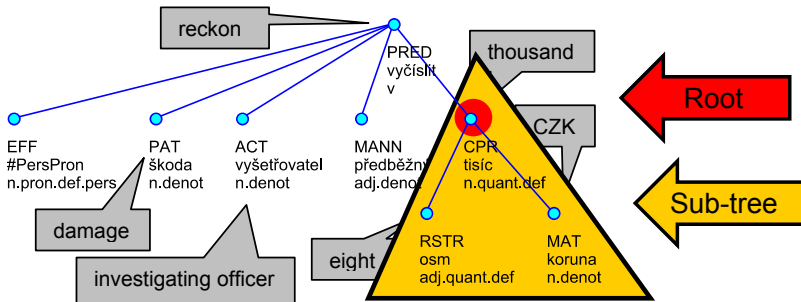 reckon
thousand
PRED
vyčíslit
v
Root
CZK
EFF
#PersPron
n.pron.def.pers
PAT
škoda
n.denot
ACT
vyšetřovatel
n.denot
MANN
předběžný
adj.denot
CPR
tisíc
n.quant.def
Sub-tree
damage
investigating officer
eight
RSTR
osm
adj.quant.def
MAT
koruna
n.denot